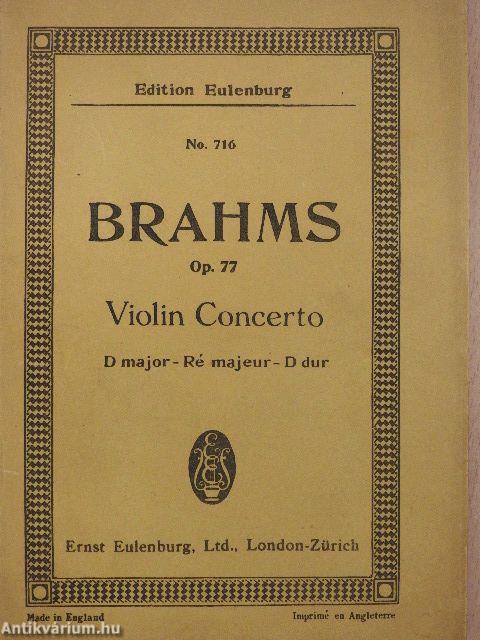 Edition Eulenburg
No. 716
BRAHMS
Op. 77
Violin Concerto
D major - Ré majeur - D dur
Ernst Eulenburg, Ltd., London-Zürich
Made in England
Imprimé en Angleterre
Antikvárium.hu